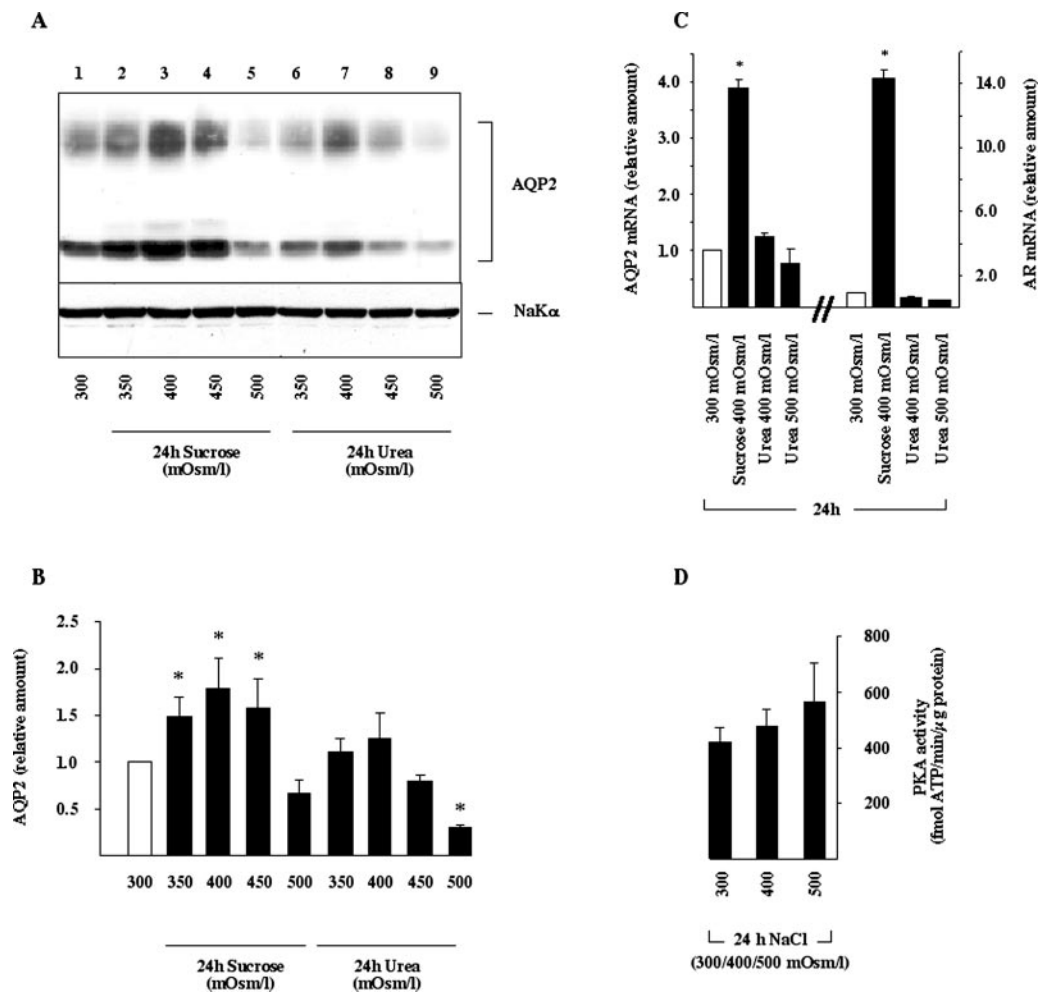 A
1 2 3 4 5 6 7 8 9
AQP2
NaKα
300 350 400 450 500 350 400 450 500
24h Sucrose 24h Urea
(mOsm/l) (mOsm/l)
B
AQP2 (relative amount)
2.5
2.0
1.5
1.0
0.5
* * * *
300 350 400 450 500 350 400 450 500
24h Sucrose 24h Urea
(mOsm/l) (mOsm/l)
C
AQP2 mRNA (relative amount)
4.0
3.0
2.0
1.0
* *
14.0
10.0
6.0
2.0
AR mRNA (relative amount)
300 mOsm/l
Sucrose 400 mOsm/l
Urea 400 mOsm/l
Urea 500 mOsm/l
300 mOsm/l
Sucrose 400 mOsm/l
Urea 400 mOsm/l
Urea 500 mOsm/l
24h
D
800
600
400
200
PKA activity
(fmol ATP/min/µg protein)
300 400 500
24 h NaCl
(300/400/500 mOsm/l)